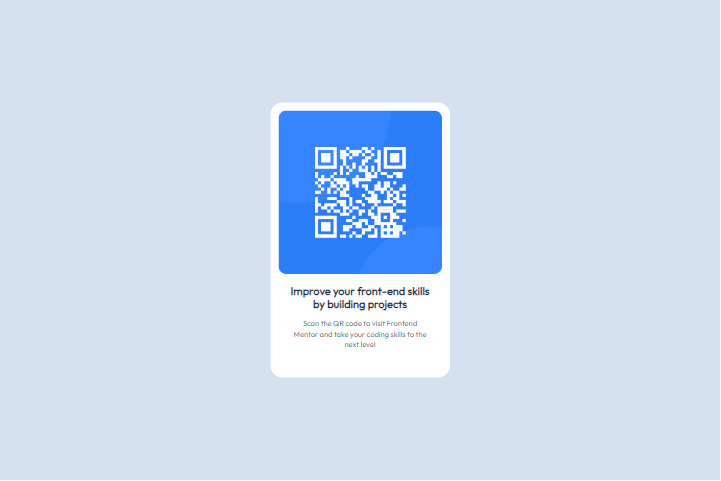 Improve your front-end skills
by building projects
Scan the QR code to visit Frontend
Mentor and take your coding skills to the
next level